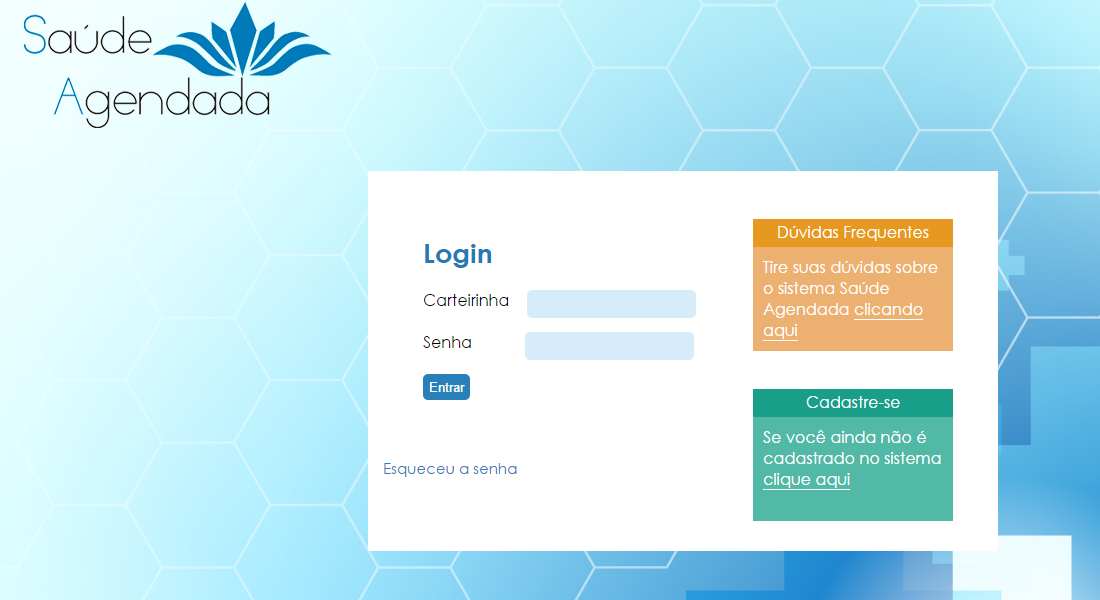 Saúde
Agendada
Login
Carteirinha
Senha
Entrar
Esqueceu a senha
Dúvidas Frequentes
Tire suas dúvidas sobre
o sistema Saúde
Agendada clicando
aqui
Cadastre-se
Se você ainda não é
cadastrado no sistema
clique aqui